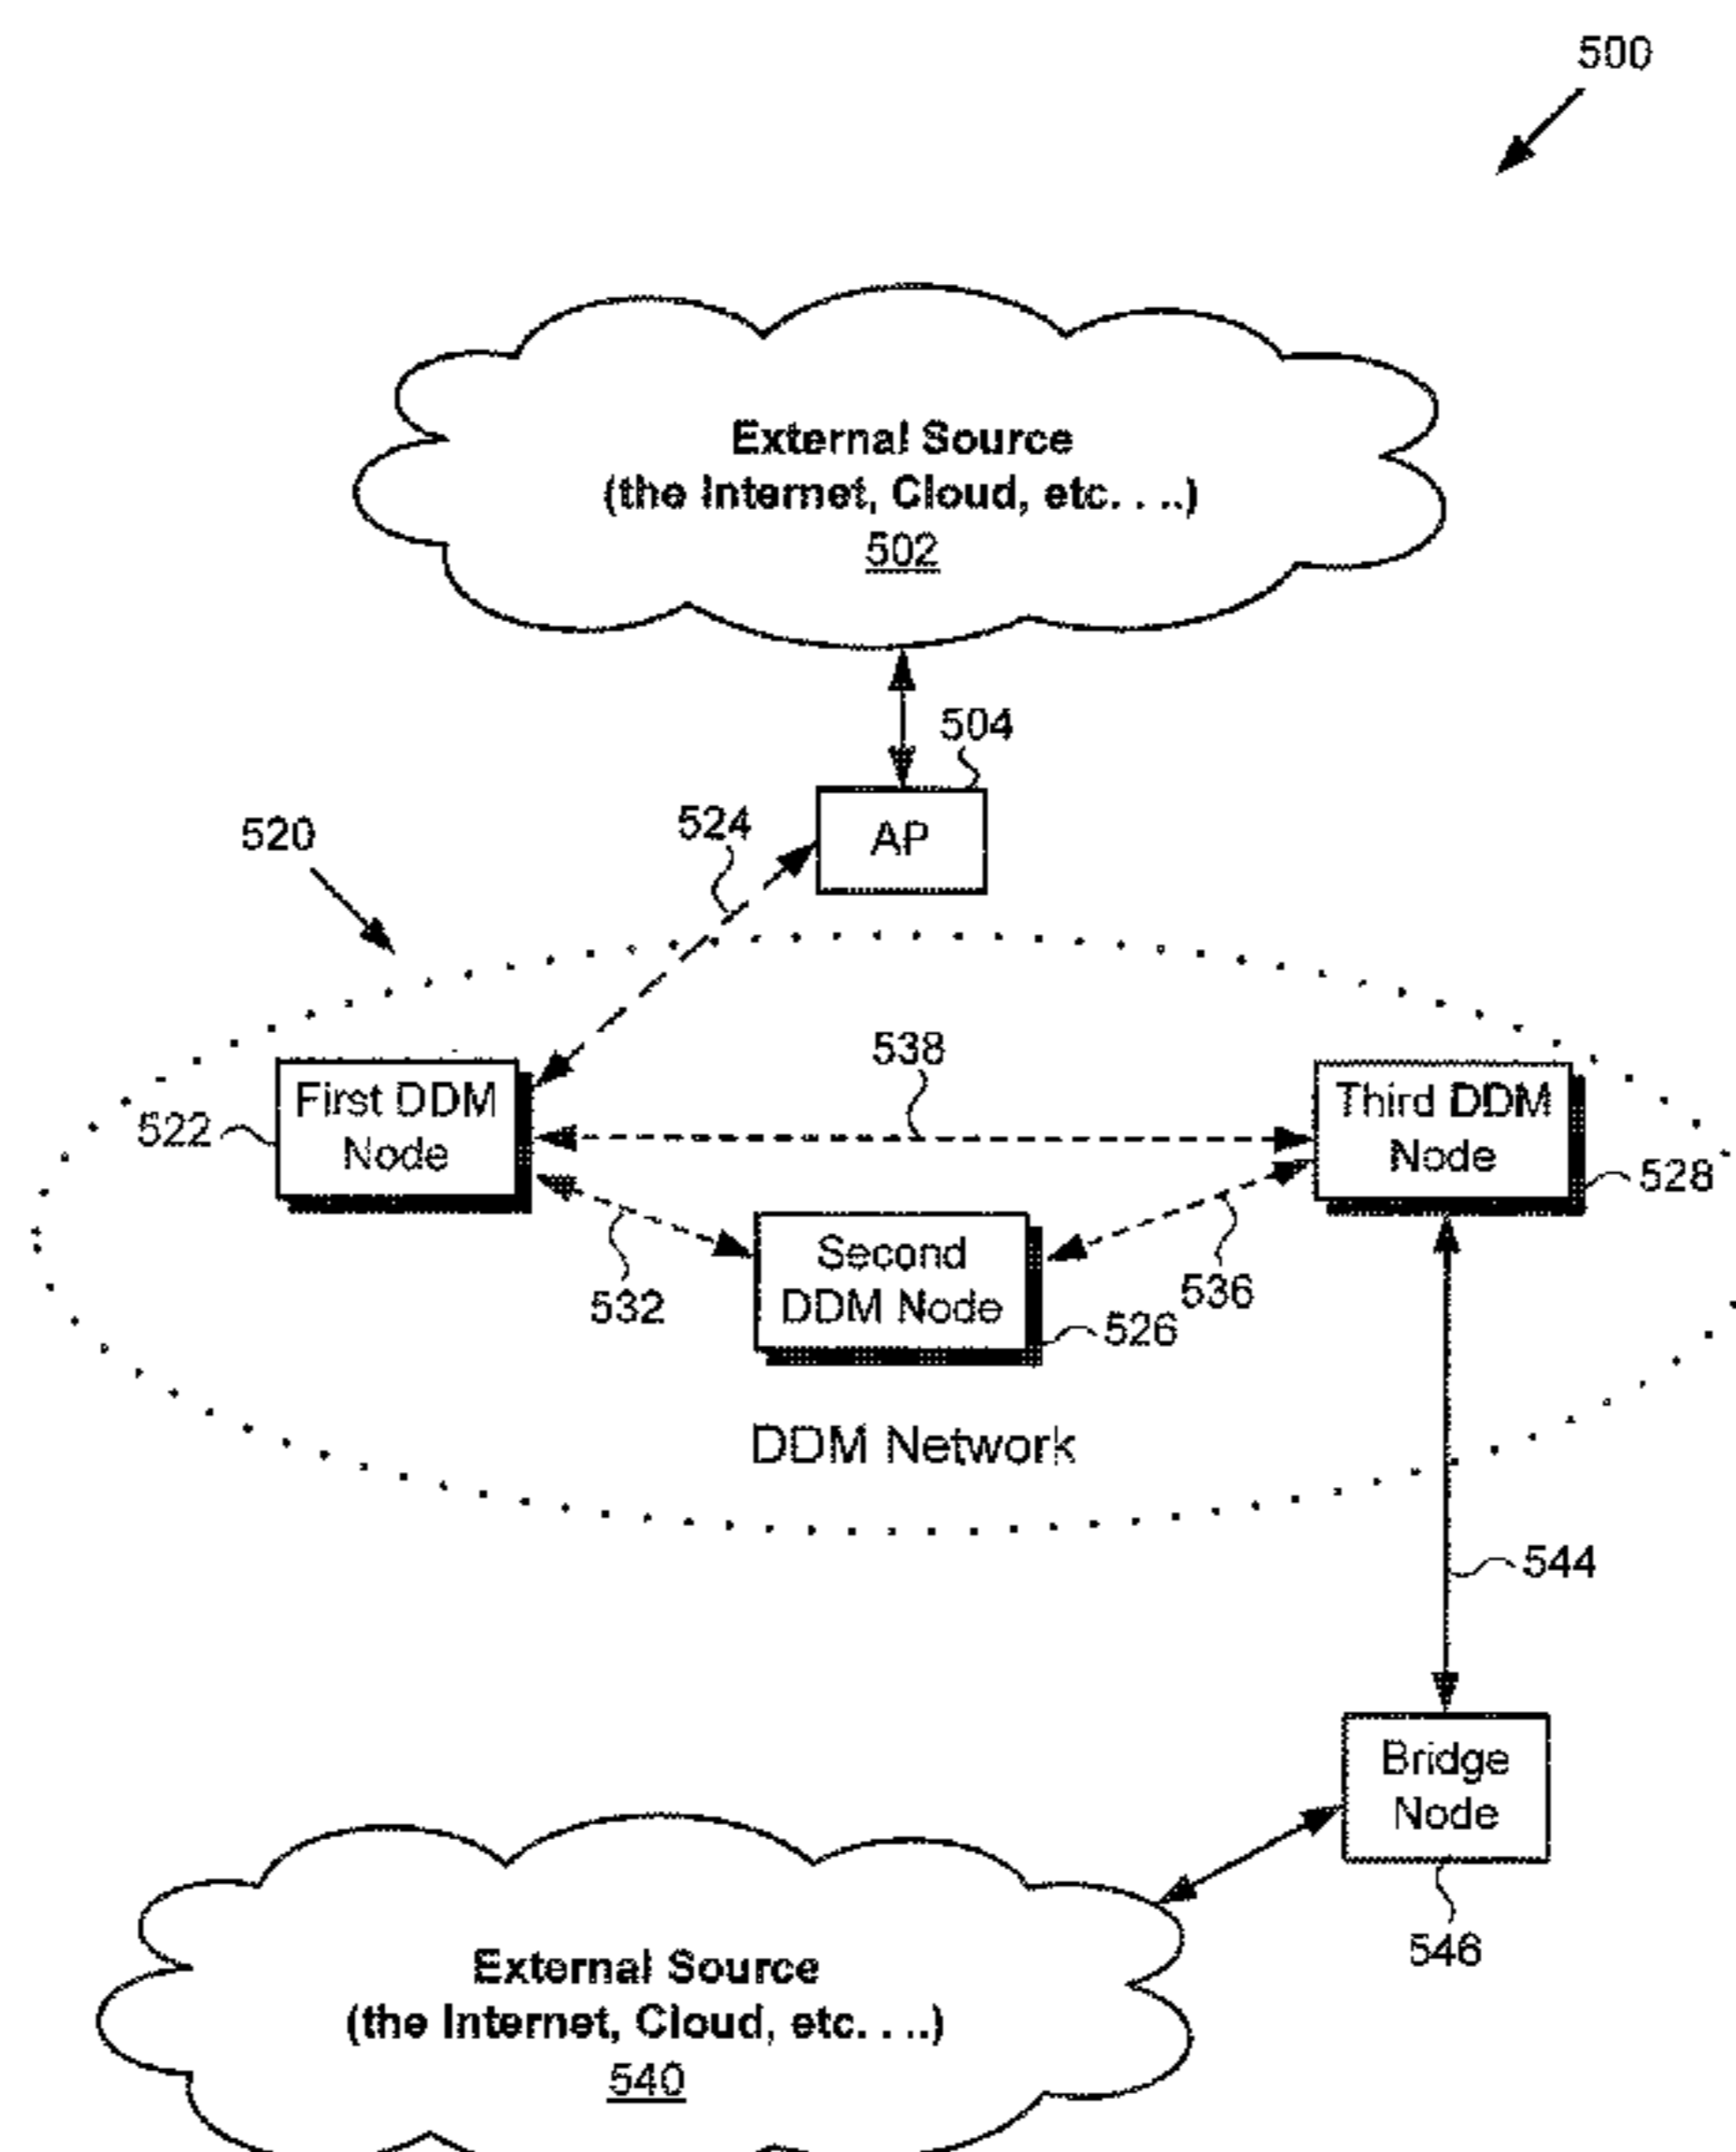 500
External Source
(the Internet, Cloud, etc. . ..)
502
504
AP
524
520
538
First DDM
Node
522
Third DDM
Node
528
532
Second
DDM Node
526
536
DDM Network
544
Bridge
Node
546
External Source
(the Internet, Cloud, etc. . ..)
540